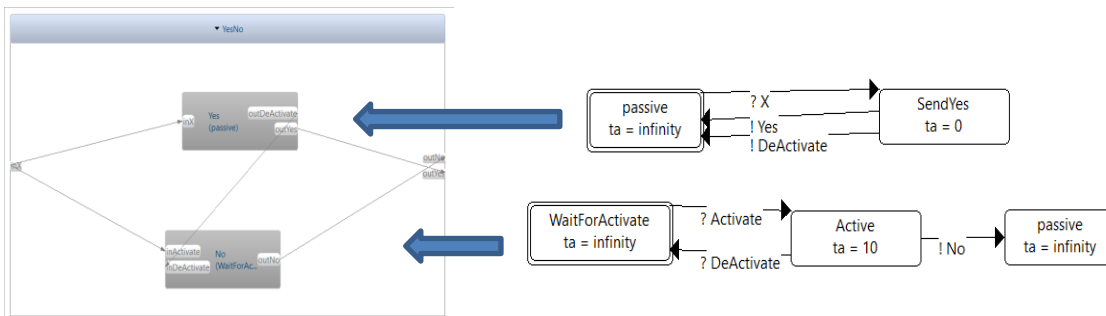 YesNo
outDeActivate
inX
Yes
(passive)
outYes
inX
outNo
outYes
inActivate
inDeActivate
No
(WaitForAc...
outNo
passive
ta = infinity
? X
! Yes
! DeActivate
SendYes
ta = 0
WaitForActivate
ta = infinity
? Activate
? DeActivate
Active
ta = 10
! No
passive
ta = infinity